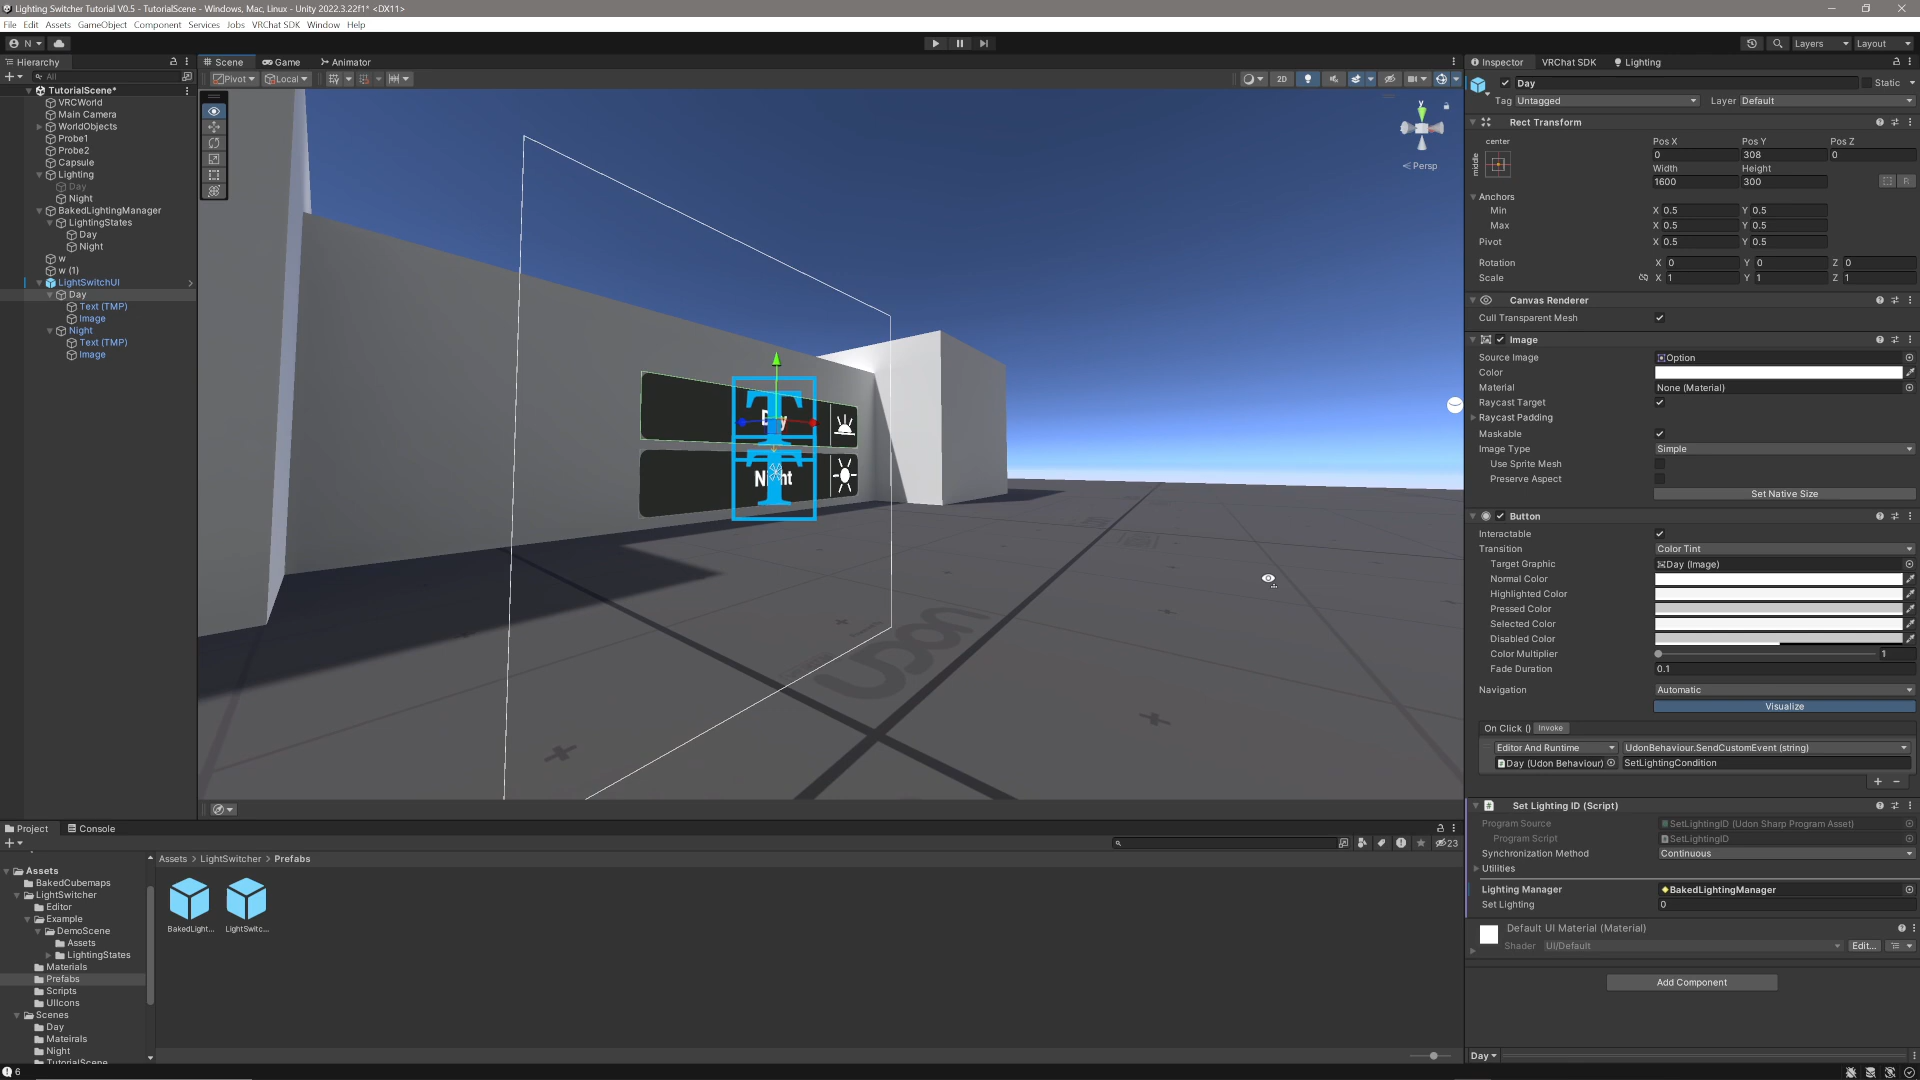 Lighting Switcher Tutorial V0.5 - TutorialScene - Windows, Mac, Linux - Unity 2022.3.22f1* <DX11>
File Edit Assets GameObject Component Services Jobs VRChat SDK Window Help
N
Layers Layout
Hierarchy
All
TutorialScene*
VRCWorld
Main Camera
WorldObjects
Probe1
Probe2
Capsule
Lighting
Day
Night
BakedLightingManager
LightingStates
Day
Night
w
w (1)
LightSwitchUI
Day
Text (TMP)
Image
Night
Text (TMP)
Image
Scene Game Animator
Pivot Local
2D
y
Persp
Day
Night
Udon
Inspector VRChat SDK Lighting
Day Static
Tag Untagged Layer Default
Rect Transform
center
middle
Pos X Pos Y Pos Z
0 308 0
Width Height
1600 300
R
Anchors
Min X 0.5 Y 0.5
Max X 0.5 Y 0.5
Pivot X 0.5 Y 0.5
Rotation X 0 Y 0 Z 0
Scale X 1 Y 1 Z 1
Canvas Renderer
Cull Transparent Mesh
Image
Source Image Option
Color
Material None (Material)
Raycast Target
Raycast Padding
Maskable
Image Type Simple
Use Sprite Mesh
Preserve Aspect
Set Native Size
Button
Interactable
Transition Color Tint
Target Graphic Day (Image)
Normal Color
Highlighted Color
Pressed Color
Selected Color
Disabled Color
Color Multiplier 1
Fade Duration 0.1
Navigation Automatic
Visualize
On Click () Invoke
Editor And Runtime UdonBehaviour.SendCustomEvent (string)
Day (Udon Behaviour) SetLightingCondition
+ −
Set Lighting ID (Script)
Program Source SetLightingID (Udon Sharp Program Asset)
Program Script SetLightingID
Synchronization Method Continuous
Utilities
Lighting Manager BakedLightingManager
Set Lighting 0
Default UI Material (Material)
Shader UI/Default Edit...
Add Component
Day
Project Console
23
Assets
BakedCubemaps
LightSwitcher
Editor
Example
DemoScene
Assets
LightingStates
Materials
Prefabs
Scripts
UIIcons
Scenes
Day
Mateirals
Night
TutorialScene
Assets > LightSwitcher > Prefabs
BakedLight... LightSwitc...
6